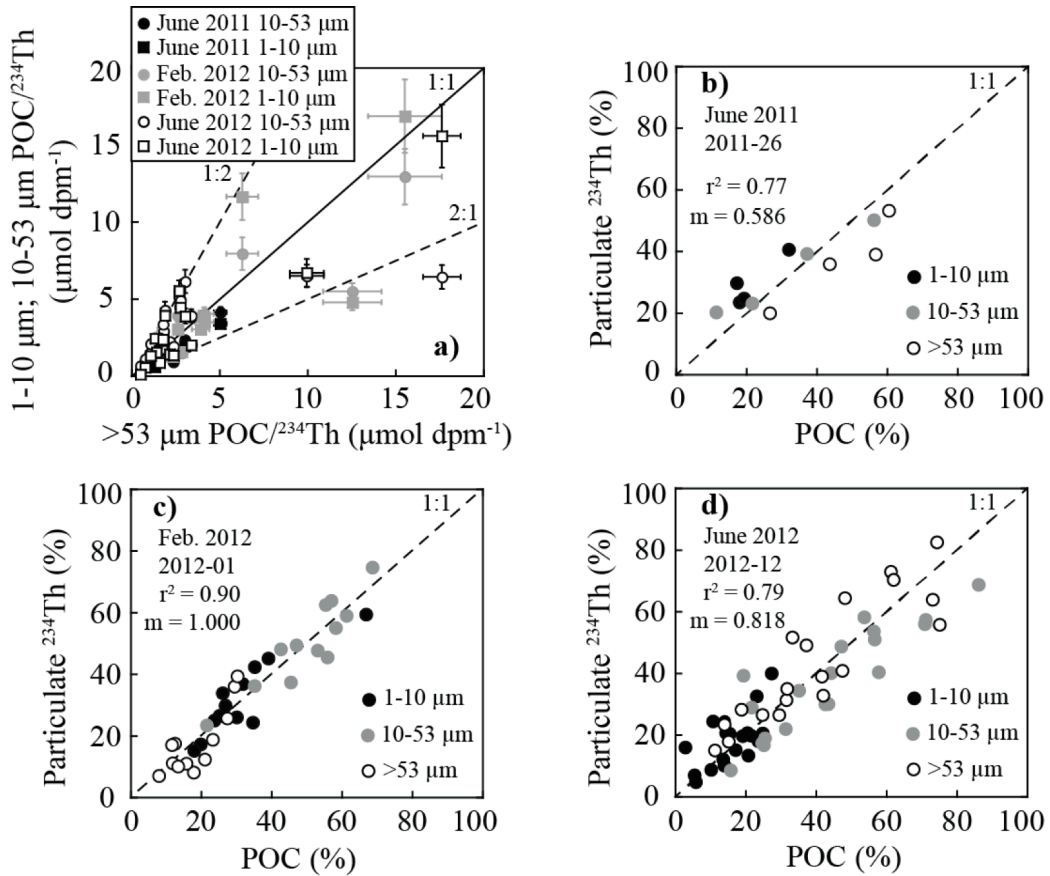 June 2011 10-53 µm
June 2011 1-10 µm
Feb. 2012 10-53 µm
Feb. 2012 1-10 µm
June 2012 10-53 µm
June 2012 1-10 µm
1-10 µm; 10-53 µm POC/²³⁴Th
(µmol dpm⁻¹)
20
15
10
5
0
1:2
1:1
2:1
a)
5
10
15
20
>53 µm POC/²³⁴Th (µmol dpm⁻¹)
b)
1:1
June 2011
2011-26
r² = 0.77
m = 0.586
Particulate ²³⁴Th (%)
100
80
60
40
20
0
1-10 µm
10-53 µm
>53 µm
0
20
40
60
80
100
POC (%)
c)
1:1
Feb. 2012
2012-01
r² = 0.90
m = 1.000
Particulate ²³⁴Th (%)
100
80
60
40
20
0
1-10 µm
10-53 µm
>53 µm
0
20
40
60
80
100
POC (%)
d)
1:1
June 2012
2012-12
r² = 0.79
m = 0.818
Particulate ²³⁴Th (%)
100
80
60
40
20
0
1-10 µm
10-53 µm
>53 µm
0
20
40
60
80
100
POC (%)